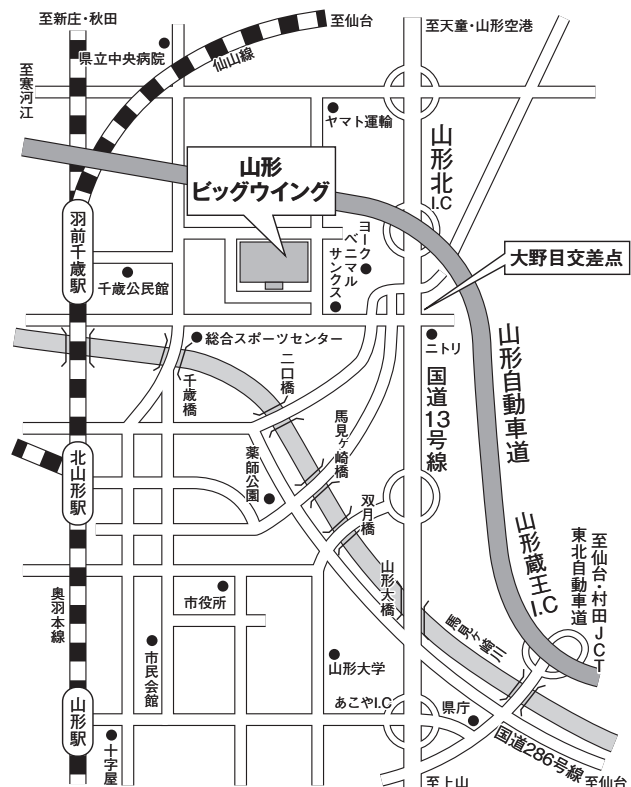 至新庄・秋田
至仙台
至天童・山形空港
県立中央病院
仙山線
至寒河江
ヤマト運輸
山形北I.C
山形
ビッグウイング
羽前千歳駅
ヨーク
ベニマル
サンクス
大野目交差点
千歳公民館
総合スポーツセンター
ニトリ
山形自動車道
二口橋
千歳橋
国道13号線
馬見ヶ崎橋
北山形駅
薬師公園
双月橋
山形蔵王I.C
至仙台・村田JCT
東北自動車道
山形大橋
奥羽本線
市役所
馬見ヶ崎川
市民会館
山形大学
あこやI.C
県庁
山形駅
十字屋
国道286号線
至上山
至仙台